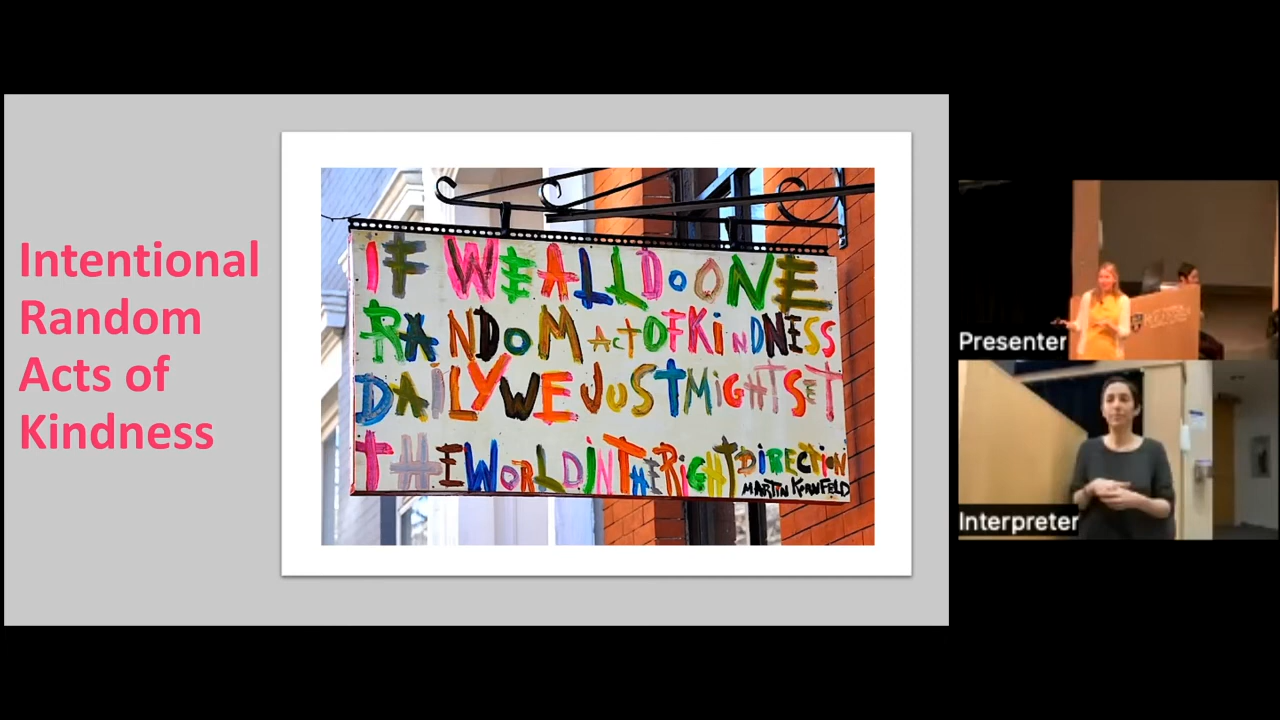 Intentional
Random
Acts of
Kindness
IF WE ALL DO ONE
RANDOM ACT OF KiNDNESS
DAiLY WE JUST MiGHT SET
THE WORLD iN THE RiGHT DiRECTiON
MARTIN KORNFELD
Presenter
Interpreter